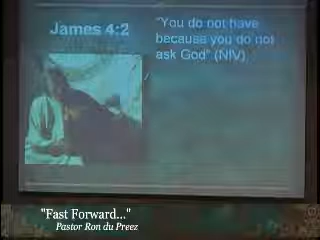 James 4:2
"You do not have
because you do not
ask God" (NIV)
"Fast Forward..."
Pastor Ron du Preez